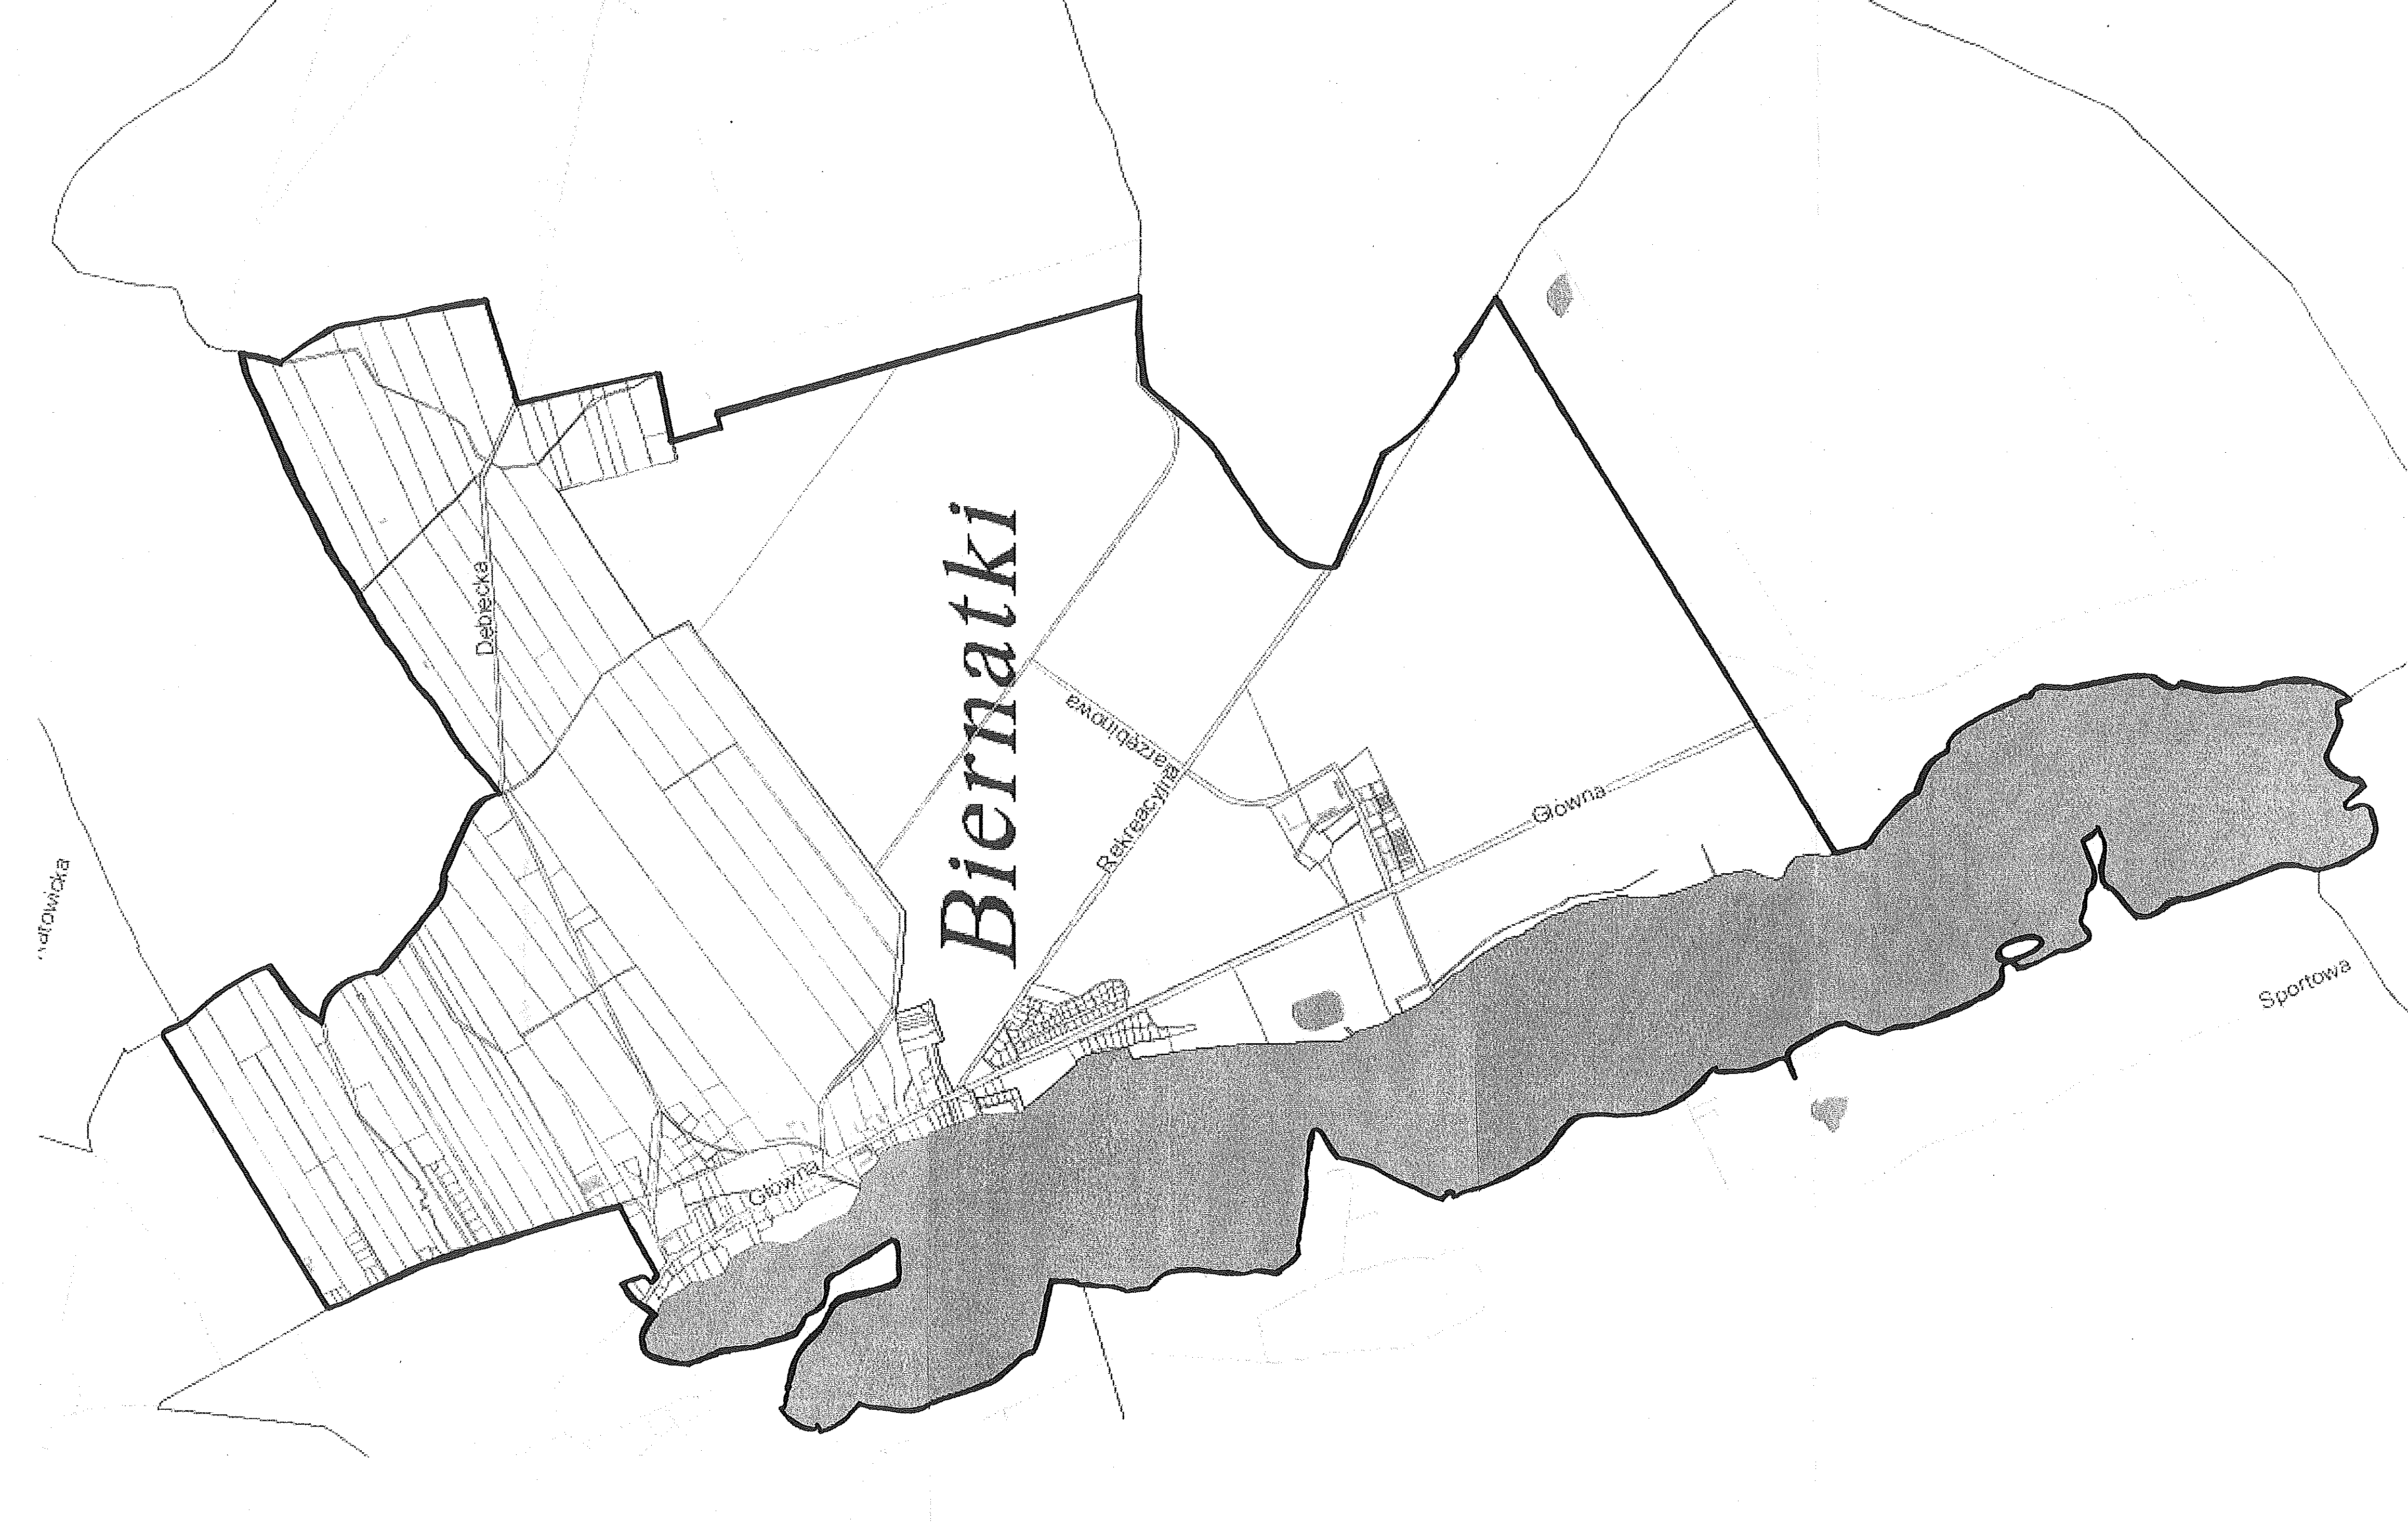 Biernatki
Dębiecka
Jarzębinowa
Rekreacyjna
Główna
Główna
Sportowa